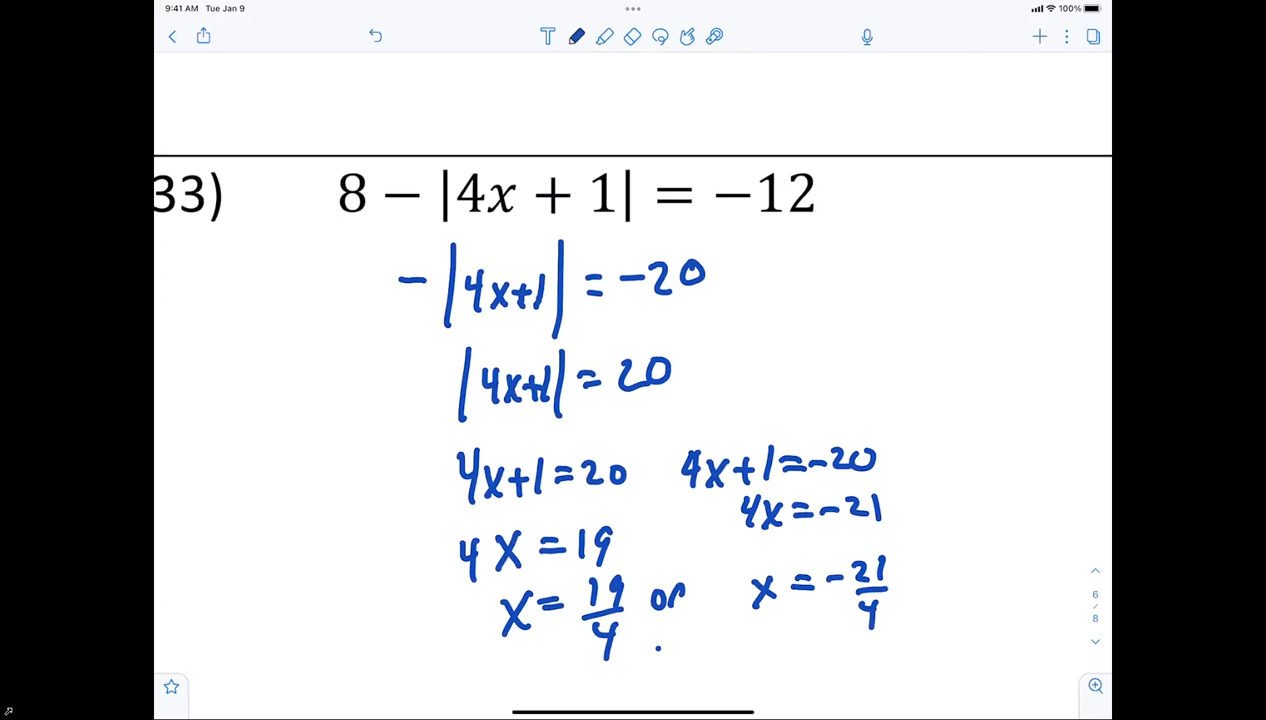 9:41 AM Tue Jan 9
100%
T
33) 8 − |4x + 1| = −12
- |4x+1| = -20
|4x+1| = 20
4x+1=20 4x+1=-20
4x=-21
4x=19
x=19/4 or x=-21/4
6
/
8